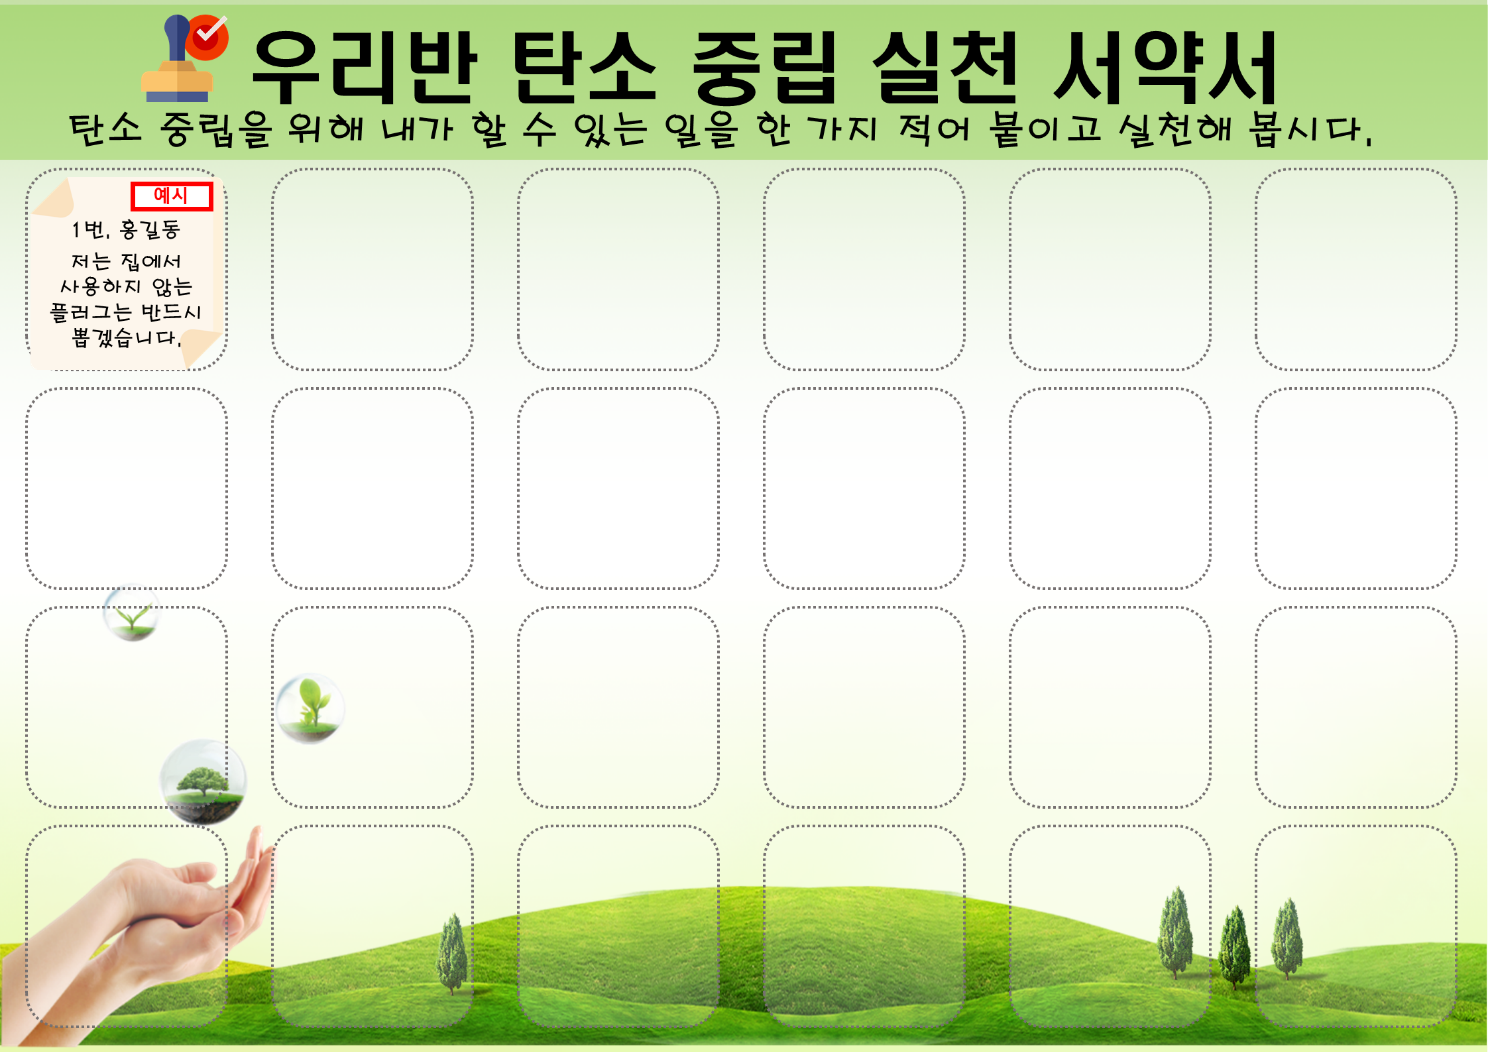 우리반 탄소 중립 실천 서약서
탄소 중립을 위해 내가 할 수 있는 일을 한 가지 적어 붙이고 실천해 봅시다.
예시
1번. 홍길동
저는 집에서
사용하지 않는
플러그는 반드시
뽑겠습니다.